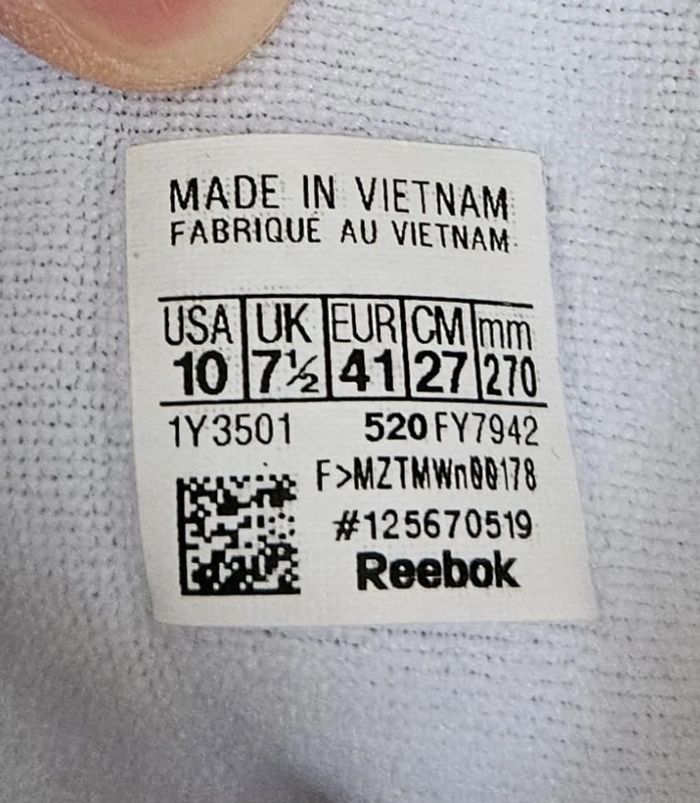 MADE IN VIETNAM
FABRIQUÉ AU VIETNAM
USA UK EUR CM mm
10 7½ 41 27 270
1Y3501 520 FY7942
F>MZTMWn00178
#125670519
Reebok